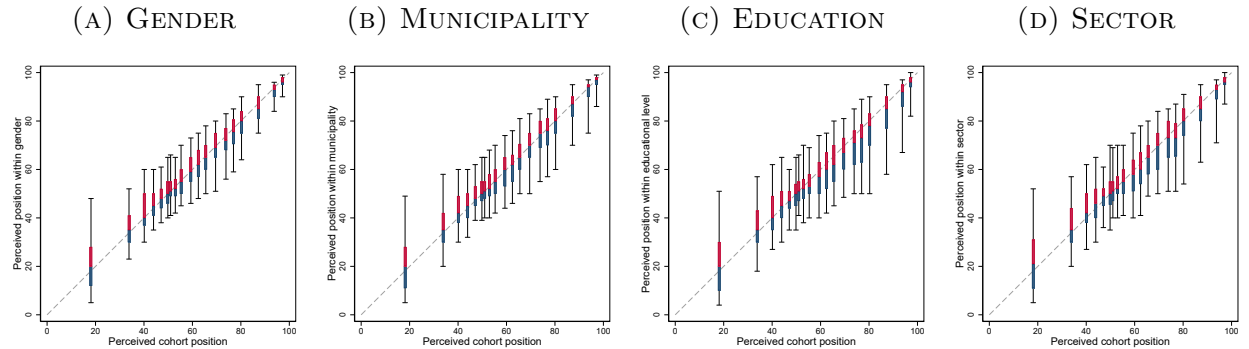 (A) GENDER (B) MUNICIPALITY (C) EDUCATION (D) SECTOR
Perceived position within gender
0 20 40 60 80 100
0 20 40 60 80 100
Perceived cohort position
Perceived position within municipality
0 20 40 60 80 100
0 20 40 60 80 100
Perceived cohort position
Perceived position within educational level
0 20 40 60 80 100
0 20 40 60 80 100
Perceived cohort position
Perceived position within sector
0 20 40 60 80 100
0 20 40 60 80 100
Perceived cohort position